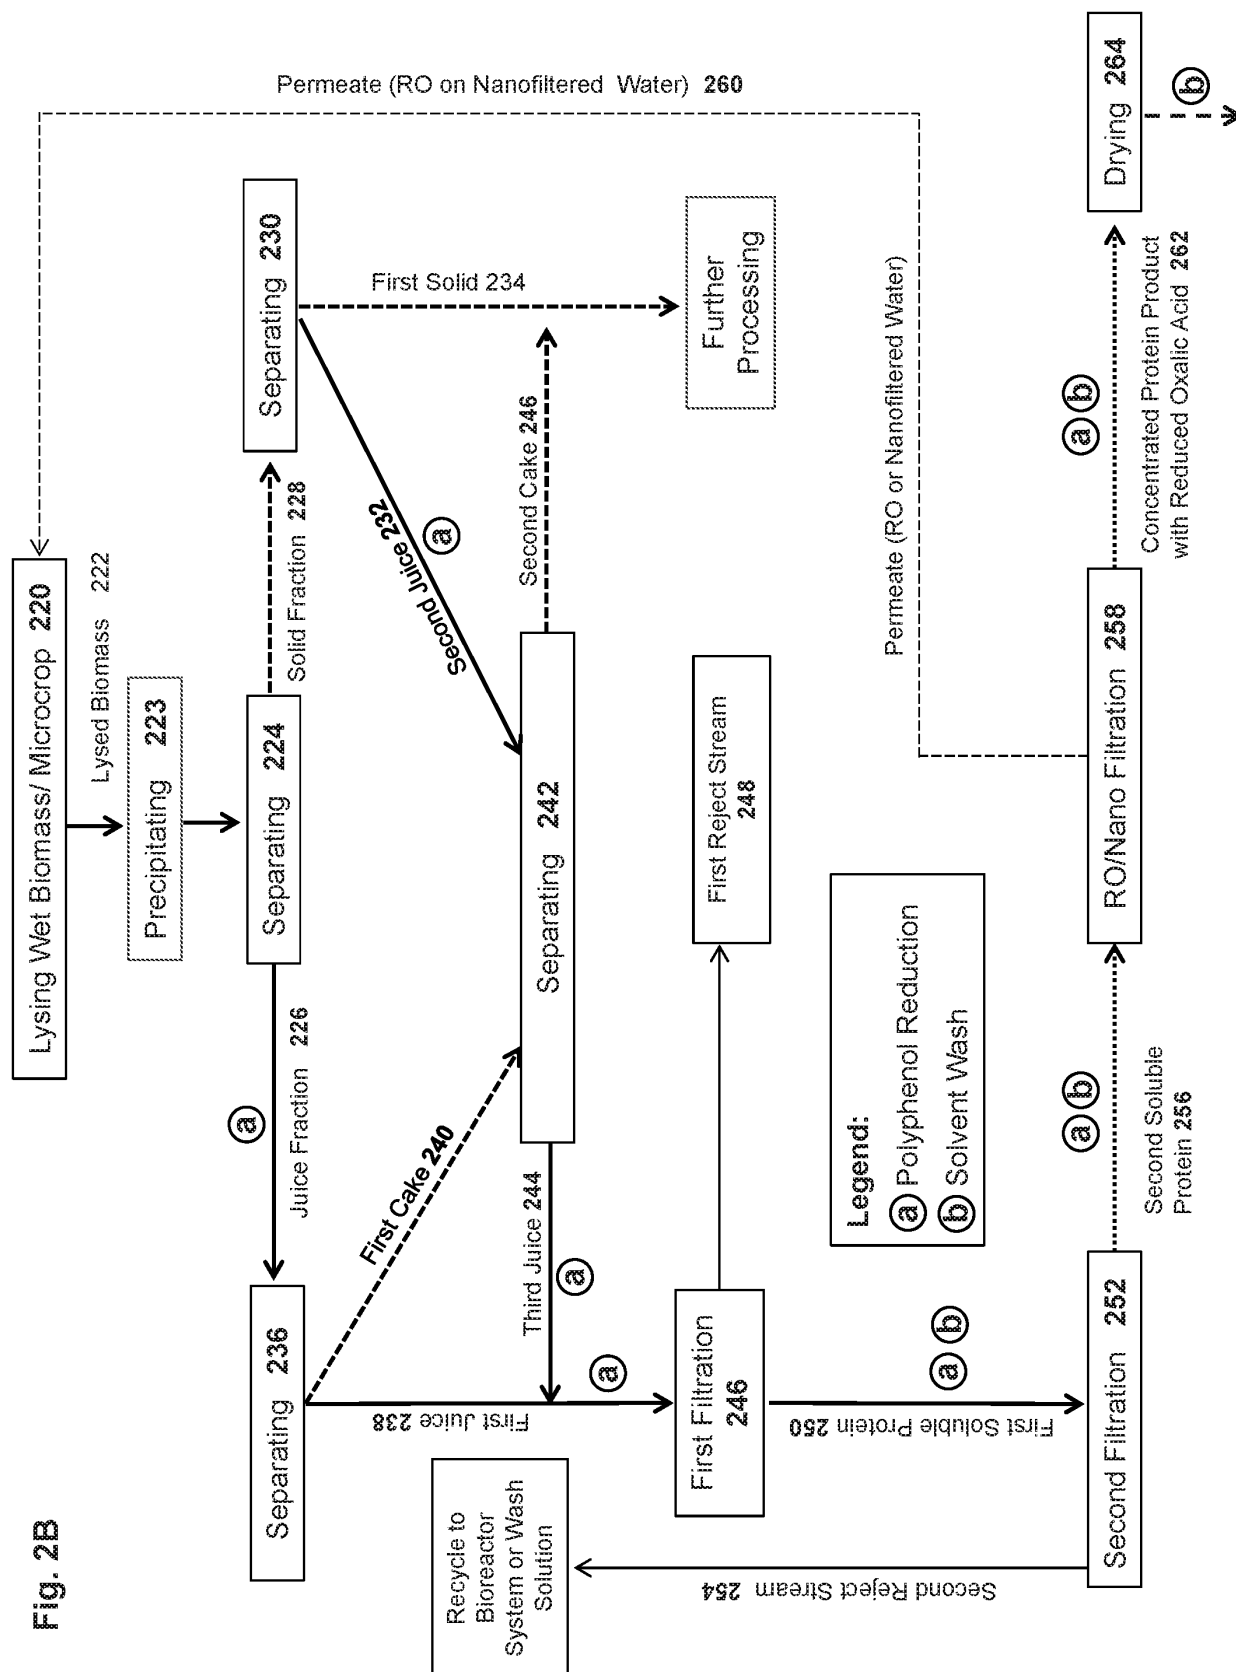 Fig. 2B
Lysing Wet Biomass/ Microcrop 220
Lysed Biomass 222
Precipitating 223
Separating 224
Juice Fraction 226
a
Solid Fraction 228
Separating 230
Separating 236
First Cake 240
Second Juice 232
a
First Solid 234
First Juice 238
Third Juice 244
a
a
Separating 242
Second Cake 246
Further
Processing
Permeate (RO on Nanofiltered Water) 260
Recycle to
Bioreactor
System or Wash
Solution
First Filtration
246
First Reject Stream
248
Second Reject Stream 254
First Soluble Protein 250
a b
Legend:
a Polyphenol Reduction
b Solvent Wash
Permeate (RO or Nanofiltered Water)
Second Filtration 252
a b
Second Soluble
Protein 256
RO/Nano Filtration 258
a b
Concentrated Protein Product
with Reduced Oxalic Acid 262
Drying 264
b